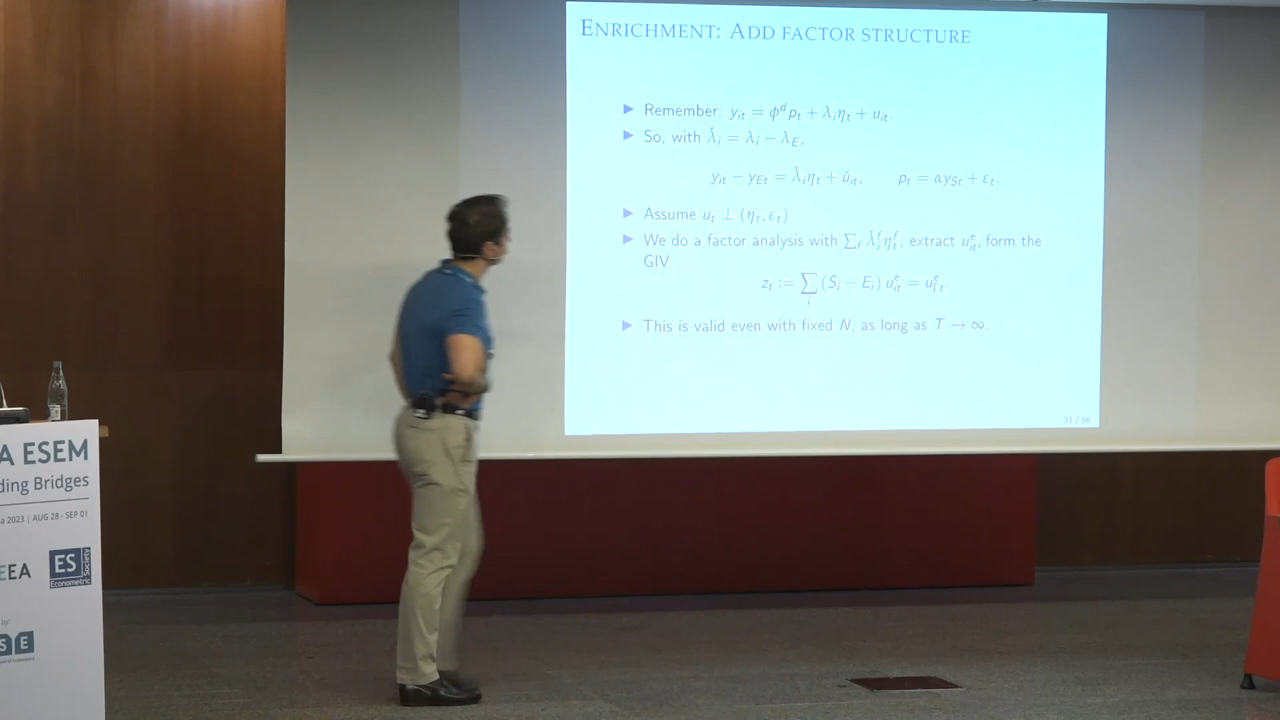 ENRICHMENT: ADD FACTOR STRUCTURE
▶ Remember: y_{it} = ϕ^d p_t + λ_i η_t + u_{it}.
▶ So, with λ̌_i = λ_i − λ_E,
y_{it} − y_{Et} = λ̌_i η_t + ǔ_{it}, p_t = αy_{St} + ε_t.
▶ Assume u_t ⊥ (η_t, ε_t)
▶ We do a factor analysis with ∑_f λ̌_i^f η_t^f, extract u_{it}^e, form the
GIV
z_t := ∑_i (S_i − E_i) u_{it}^e = u_{Γt}^e.
▶ This is valid even with fixed N, as long as T → ∞.
31 / 66
A ESEM
ding Bridges
a 2023 | AUG 28 - SEP 01
EEA
ES
Econometric
Society
by:
S E